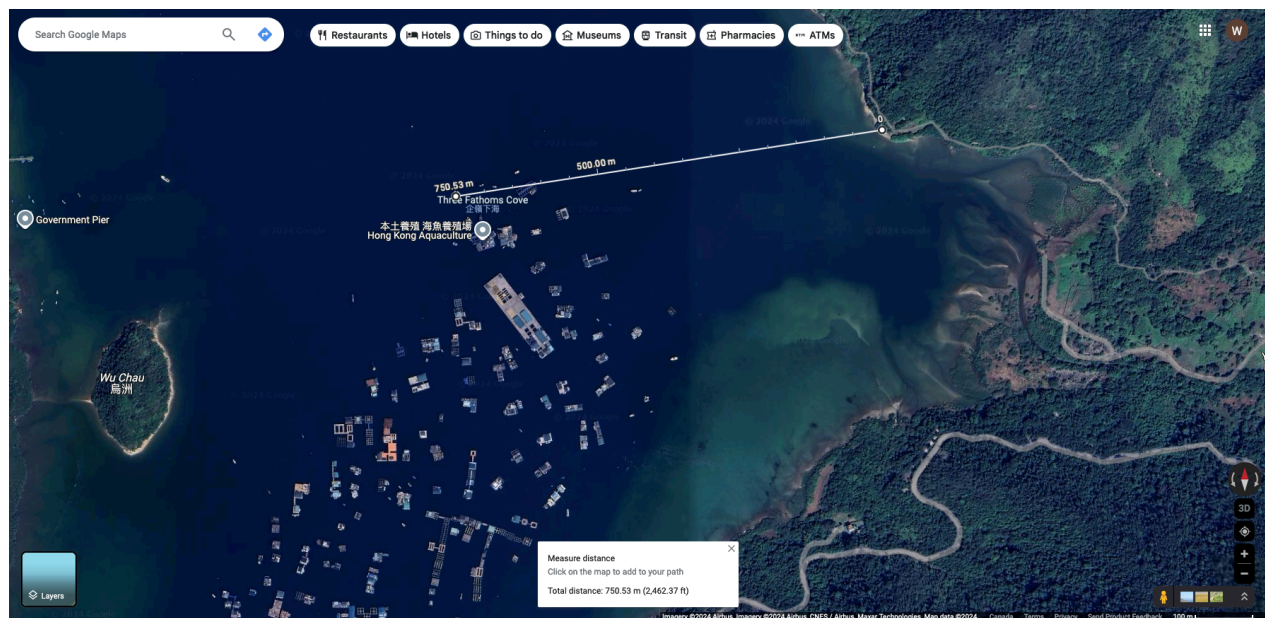 Search Google Maps
Restaurants
Hotels
Things to do
Museums
Transit
Pharmacies
ATMs
W
© 2024 Google
0
500.00 m
750.53 m
Three Fathoms Cove
企嶺下海
本土養殖 海魚養殖場
Hong Kong Aquaculture
Government Pier
Wu Chau
烏洲
Measure distance
Click on the map to add to your path
Total distance: 750.53 m (2,462.37 ft)
3D
Layers
Imagery ©2024 Airbus, Imagery ©2024 Airbus, CNES / Airbus, Maxar Technologies, Map data ©2024
Canada
Terms
Privacy
Send Product Feedback
100 m